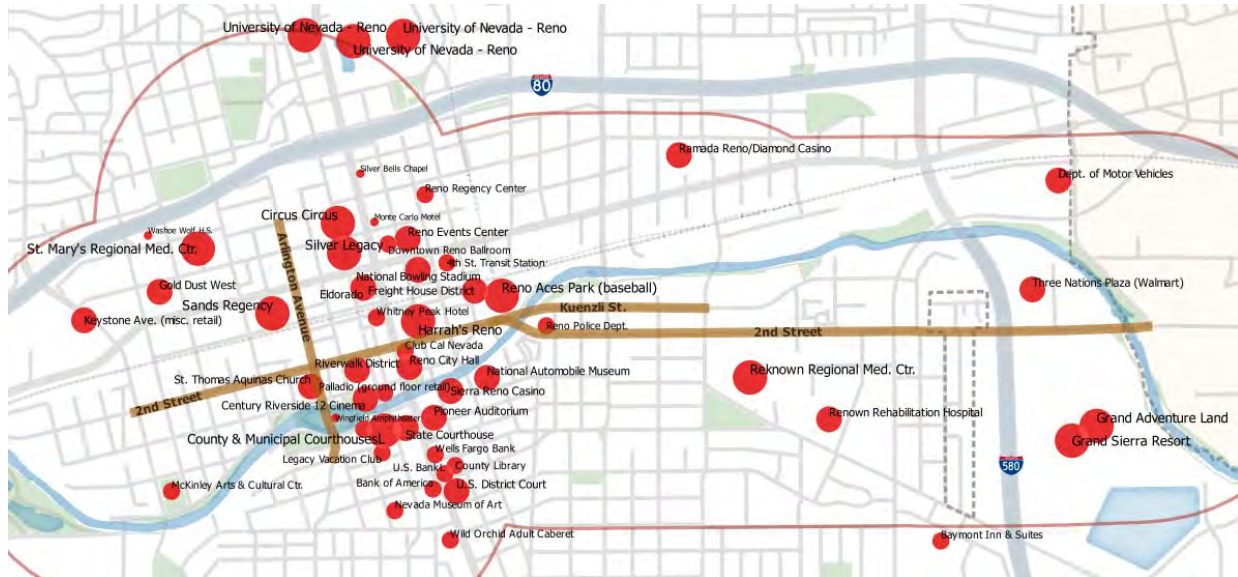 University of Nevada - Reno
University of Nevada - Reno
University of Nevada - Reno
80
Ramada Reno/Diamond Casino
Silver Bells Chapel
Dept. of Motor Vehicles
Reno Regency Center
Circus Circus
Monte Carlo Motel
Washoe Wolf H.S.
Reno Events Center
St. Mary's Regional Med. Ctr.
Silver Legacy
Downtown Reno Ballroom
4th St. Transit Station
Arlington Avenue
National Bowling Stadium
Gold Dust West
Eldorado
Freight House District
Reno Aces Park (baseball)
Three Nations Plaza (Walmart)
Sands Regency
Kuenzli St.
Whitney Peak Hotel
Keystone Ave. (misc. retail)
Harrah's Reno
Reno Police Dept.
2nd Street
Club Cal Nevada
Riverwalk District
Reno City Hall
National Automobile Museum
Reknown Regional Med. Ctr.
St. Thomas Aquinas Church
Palladio (ground floor retail)
Sierra Reno Casino
2nd Street
Century Riverside 12 Cinema
Wingfield Amphitheater
Pioneer Auditorium
Renown Rehabilitation Hospital
Grand Adventure Land
County & Municipal CourthousesL
State Courthouse
Grand Sierra Resort
Wells Fargo Bank
Legacy Vacation Club
U.S. Bank L
County Library
580
McKinley Arts & Cultural Ctr.
Bank of America
U.S. District Court
Nevada Museum of Art
Wild Orchid Adult Caberet
Baymont Inn & Suites